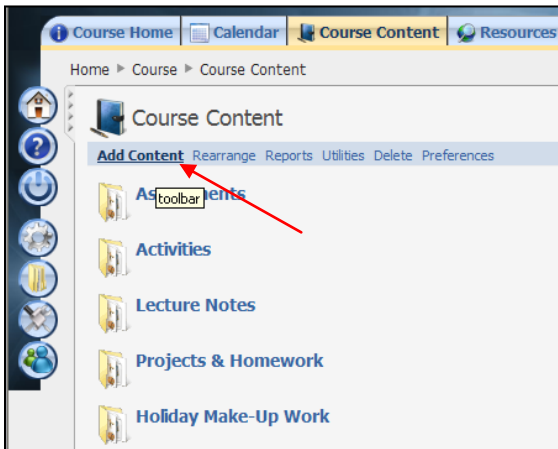 Course Home Calendar Course Content Resources
Home ▶ Course ▶ Course Content
Course Content
Add Content Rearrange Reports Utilities Delete Preferences
toolbar
Activities
Lecture Notes
Projects & Homework
Holiday Make-Up Work